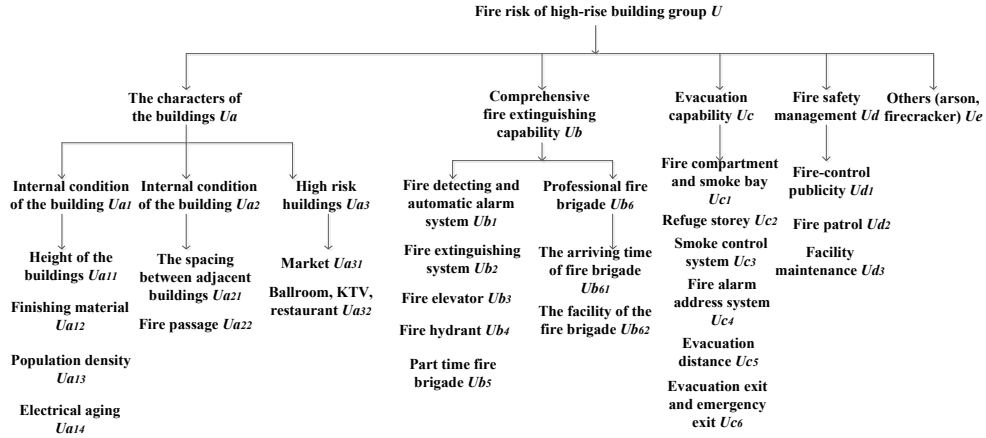 Fire risk of high-rise building group U
The characters of
the buildings Ua
Comprehensive
fire extinguishing
capability Ub
Evacuation
capability Uc
Fire safety
management Ud
Others (arson,
firecracker) Ue
Internal condition
of the building Ua1
Internal condition
of the building Ua2
High risk
huildings Ua3
Fire detecting and
automatic alarm
system Ub1
Professional fire
brigade Ub6
Fire compartment
and smoke bay
Uc1
Fire-control
publicity Ud1
Height of the
buildings Ua11
Finishing material
Ua12
Population density
Ua13
Electrical aging
Ua14
The spacing
between adjacent
buildings Ua21
Fire passage Ua22
Market Ua31
Ballroom, KTV,
restaurant Ua32
Fire extinguishing
system Ub2
Fire elevator Ub3
Fire hydrant Ub4
Part time fire
brigade Ub5
The arriving time
of fire brigade
Ub61
The facility of
the fire brigade Ub62
Refuge storey Uc2
Smoke control
system Uc3
Fire alarm
address system
Uc4
Evacuation
distance Uc5
Evacuation exit
and emergency
exit Uc6
Fire patrol Ud2
Facility
maintenance Ud3